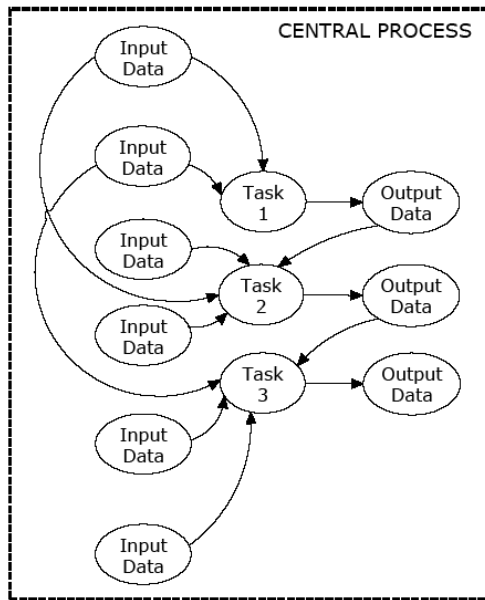 CENTRAL PROCESS
Input
Data
Input
Data
Task
1
Output
Data
Input
Data
Task
2
Output
Data
Input
Data
Task
3
Output
Data
Input
Data
Input
Data